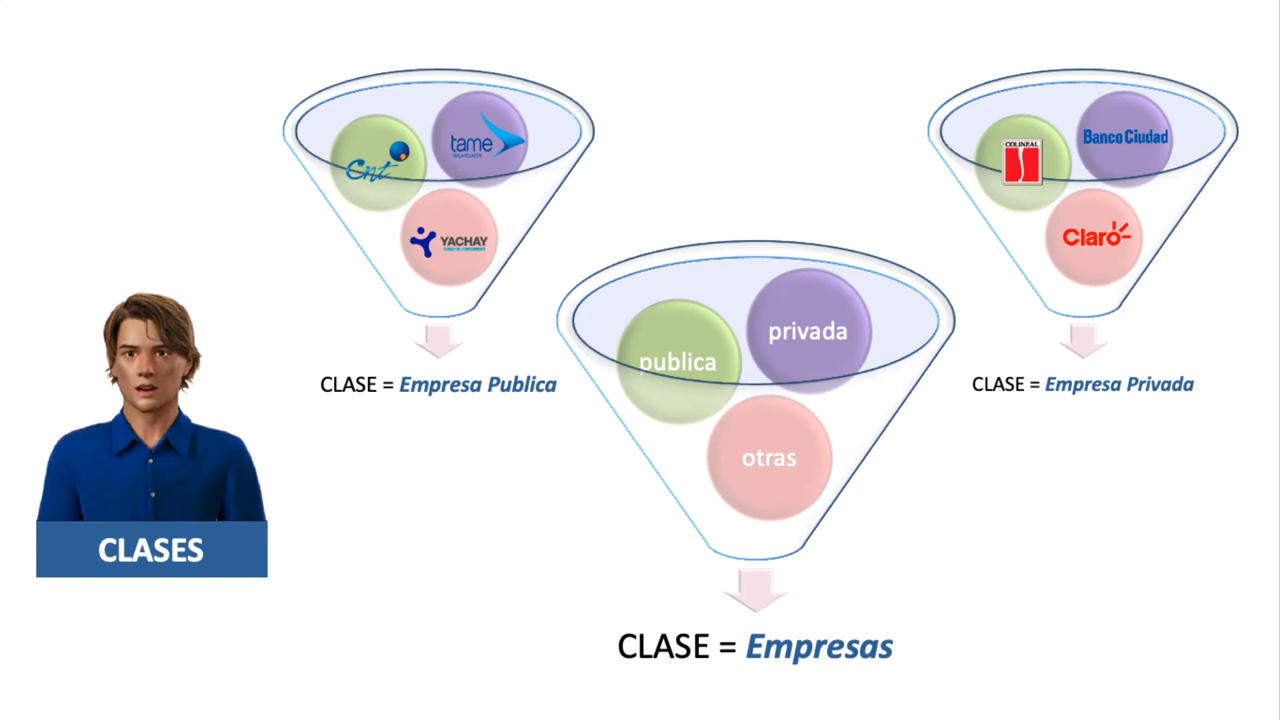 Cnt
tame
YACHAY
CLASE = Empresa Publica
COLINEAL
Banco Ciudad
Claro
CLASE = Empresa Privada
publica
privada
otras
CLASE = Empresas
CLASES